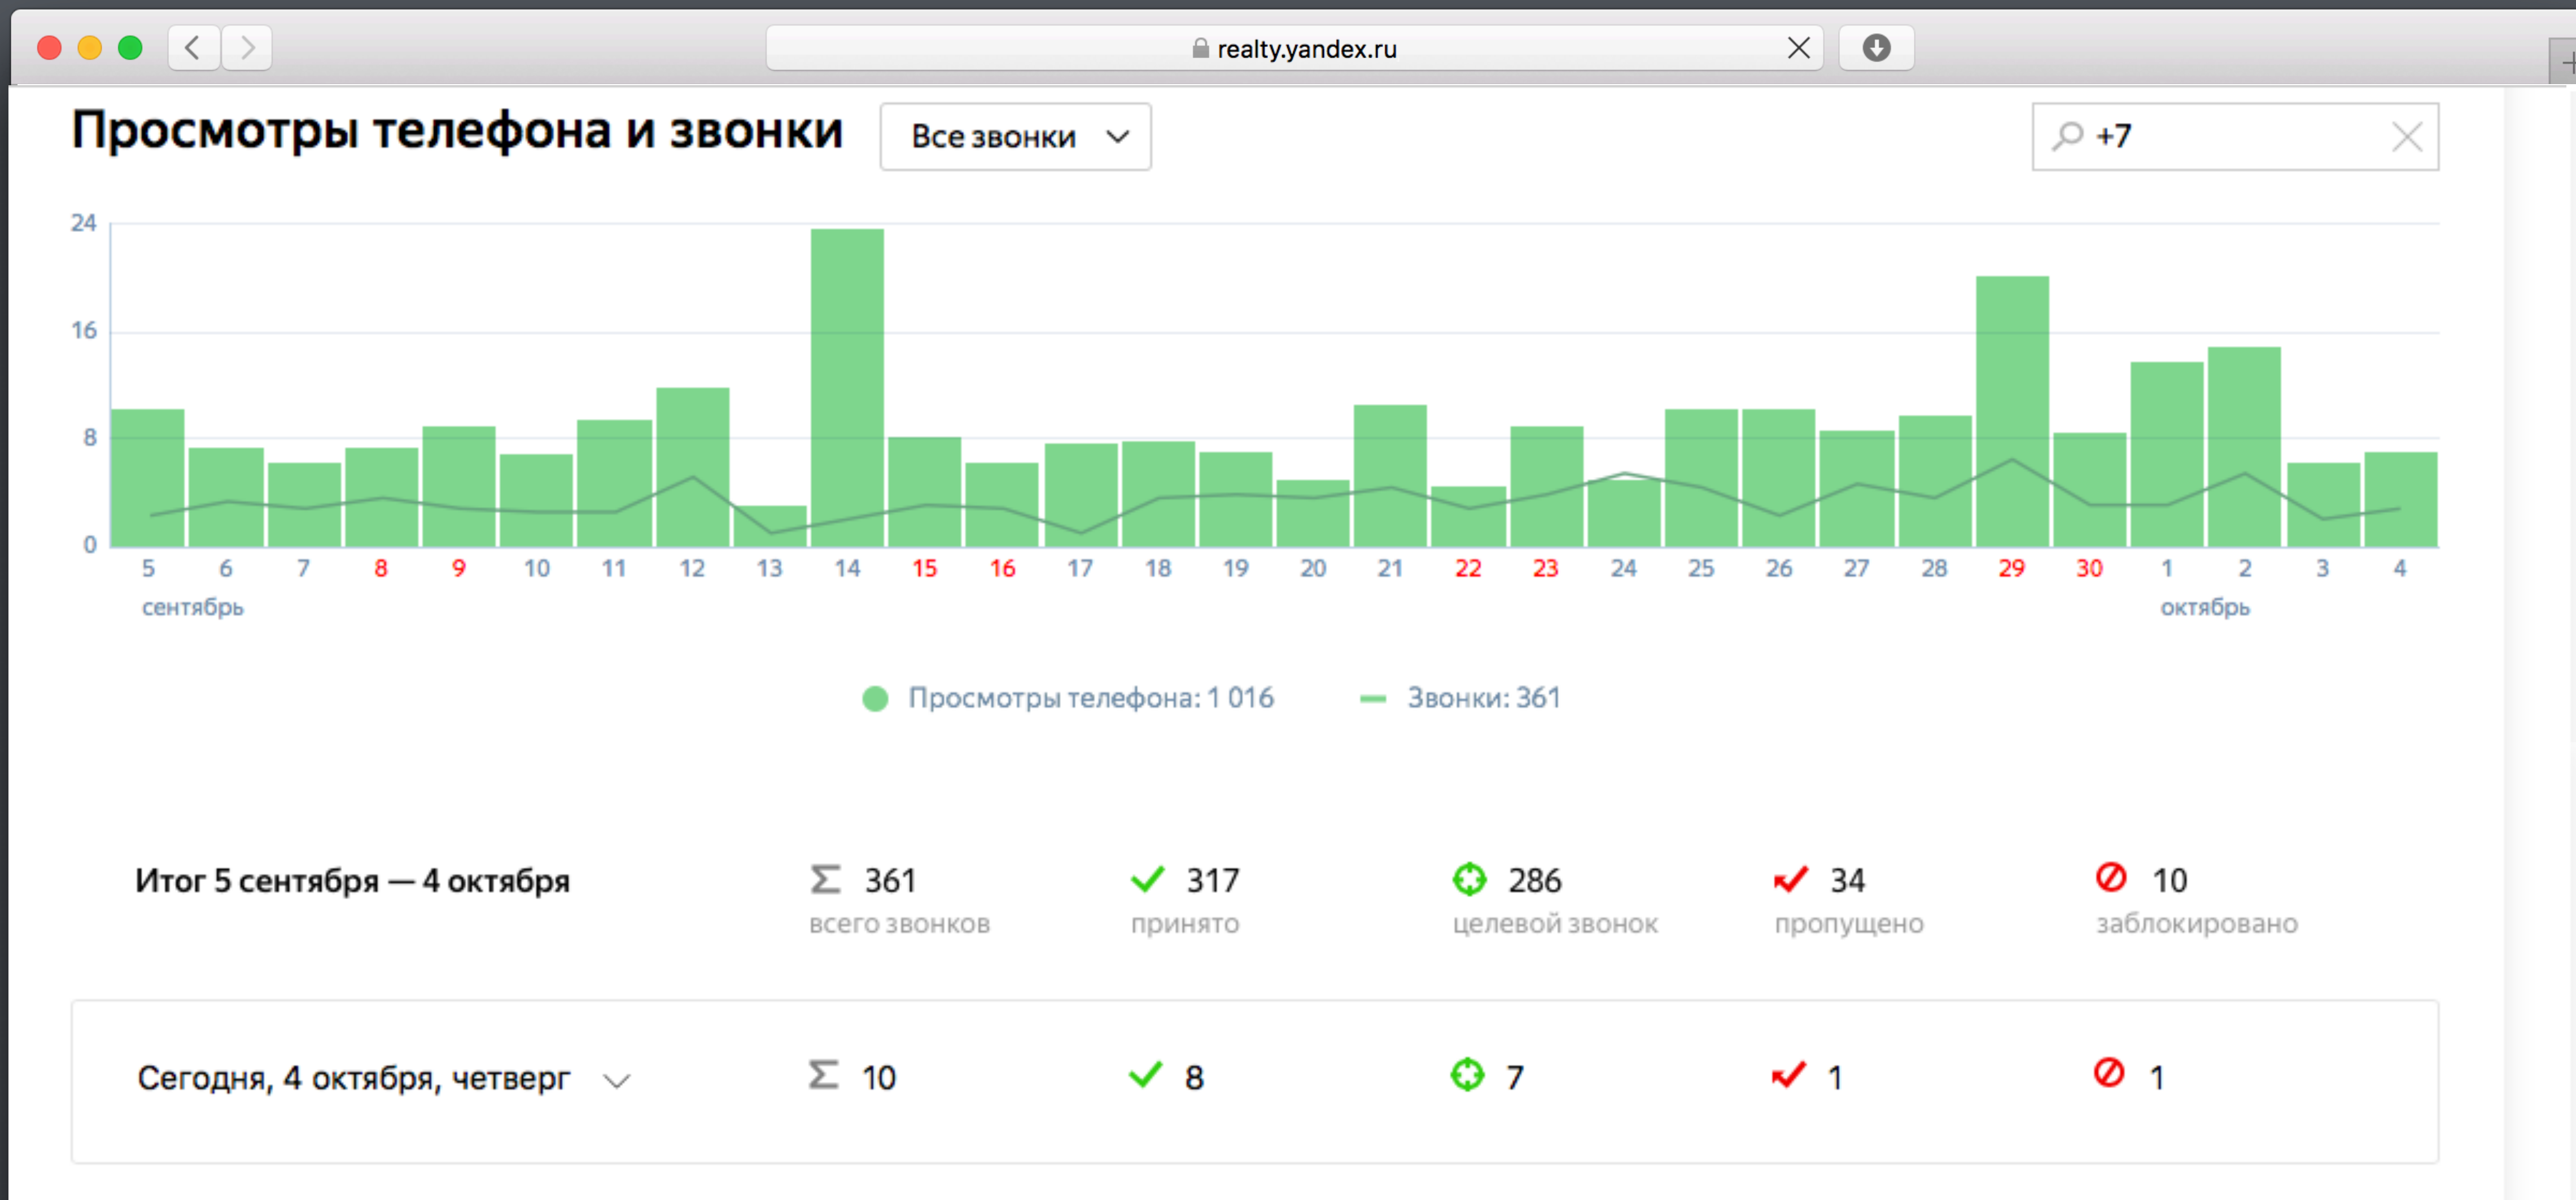 realty.yandex.ru
Просмотры телефона и звонки
Все звонки
+7
24
16
8
0
5 6 7 8 9 10 11 12 13 14 15 16 17 18 19 20 21 22 23 24 25 26 27 28 29 30 1 2 3 4
сентябрь октябрь
Просмотры телефона: 1 016 Звонки: 361
Итог 5 сентября — 4 октября 361 317 286 34 10
всего звонков принято целевой звонок пропущено заблокировано
Сегодня, 4 октября, четверг 10 8 7 1 1